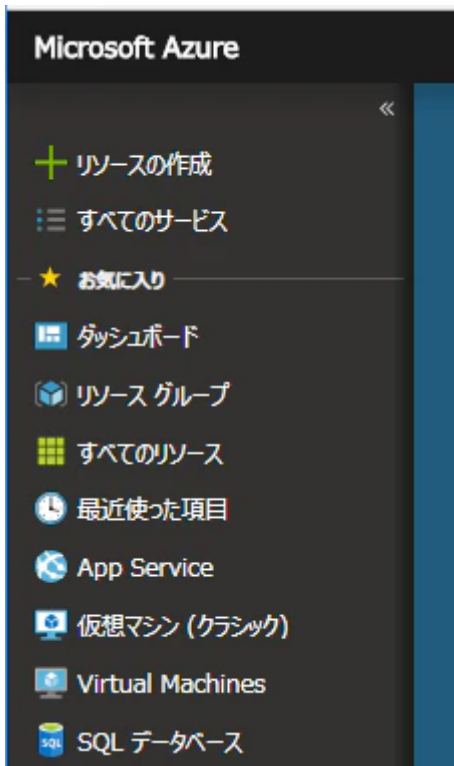 Microsoft Azure
«
リソースの作成
すべてのサービス
お気に入り
ダッシュボード
リソース グループ
すべてのリソース
最近使った項目
App Service
仮想マシン (クラシック)
Virtual Machines
SQL データベース